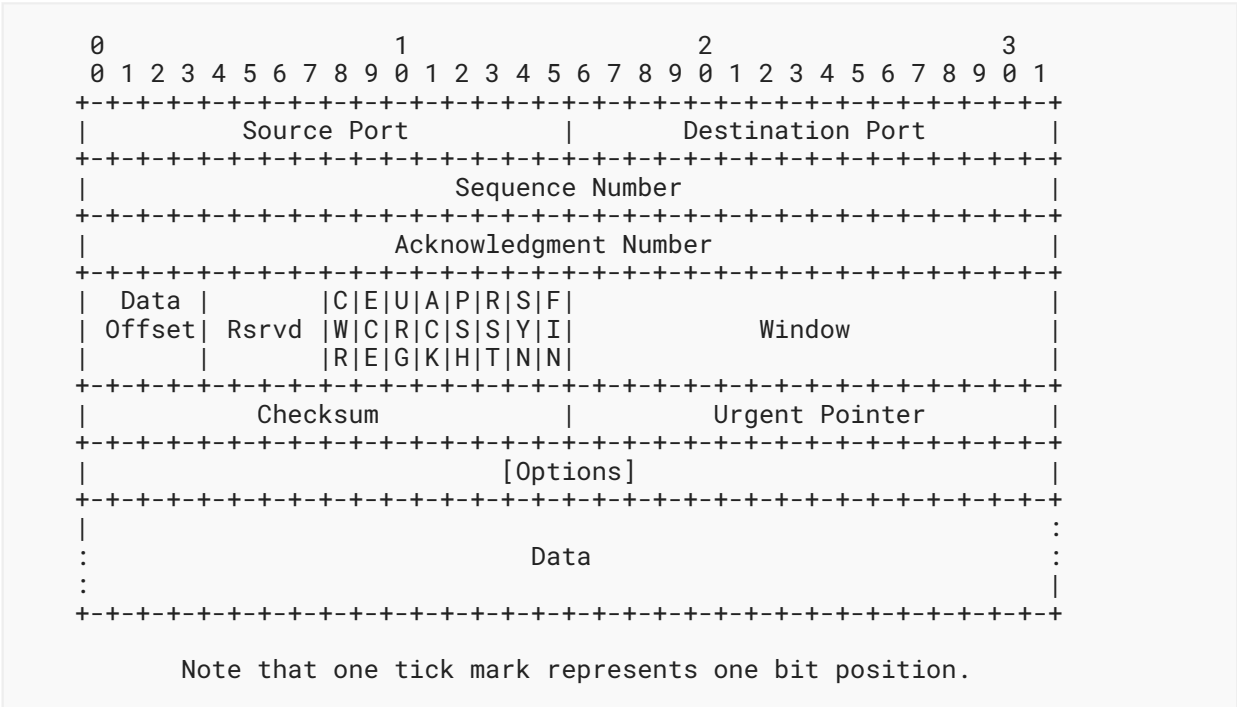 0                   1                   2                   3
 0 1 2 3 4 5 6 7 8 9 0 1 2 3 4 5 6 7 8 9 0 1 2 3 4 5 6 7 8 9 0 1
+-+-+-+-+-+-+-+-+-+-+-+-+-+-+-+-+-+-+-+-+-+-+-+-+-+-+-+-+-+-+-+-+
|          Source Port          |       Destination Port        |
+-+-+-+-+-+-+-+-+-+-+-+-+-+-+-+-+-+-+-+-+-+-+-+-+-+-+-+-+-+-+-+-+
|                        Sequence Number                        |
+-+-+-+-+-+-+-+-+-+-+-+-+-+-+-+-+-+-+-+-+-+-+-+-+-+-+-+-+-+-+-+-+
|                    Acknowledgment Number                      |
+-+-+-+-+-+-+-+-+-+-+-+-+-+-+-+-+-+-+-+-+-+-+-+-+-+-+-+-+-+-+-+-+
|  Data |       |C|E|U|A|P|R|S|F|                               |
| Offset| Rsrvd |W|C|R|C|S|S|Y|I|            Window             |
|       |       |R|E|G|K|H|T|N|N|                               |
+-+-+-+-+-+-+-+-+-+-+-+-+-+-+-+-+-+-+-+-+-+-+-+-+-+-+-+-+-+-+-+-+
|           Checksum            |         Urgent Pointer        |
+-+-+-+-+-+-+-+-+-+-+-+-+-+-+-+-+-+-+-+-+-+-+-+-+-+-+-+-+-+-+-+-+
|                           [Options]                           |
+-+-+-+-+-+-+-+-+-+-+-+-+-+-+-+-+-+-+-+-+-+-+-+-+-+-+-+-+-+-+-+-+
|                                                               :
:                             Data                              :
:                                                               |
+-+-+-+-+-+-+-+-+-+-+-+-+-+-+-+-+-+-+-+-+-+-+-+-+-+-+-+-+-+-+-+-+

       Note that one tick mark represents one bit position.